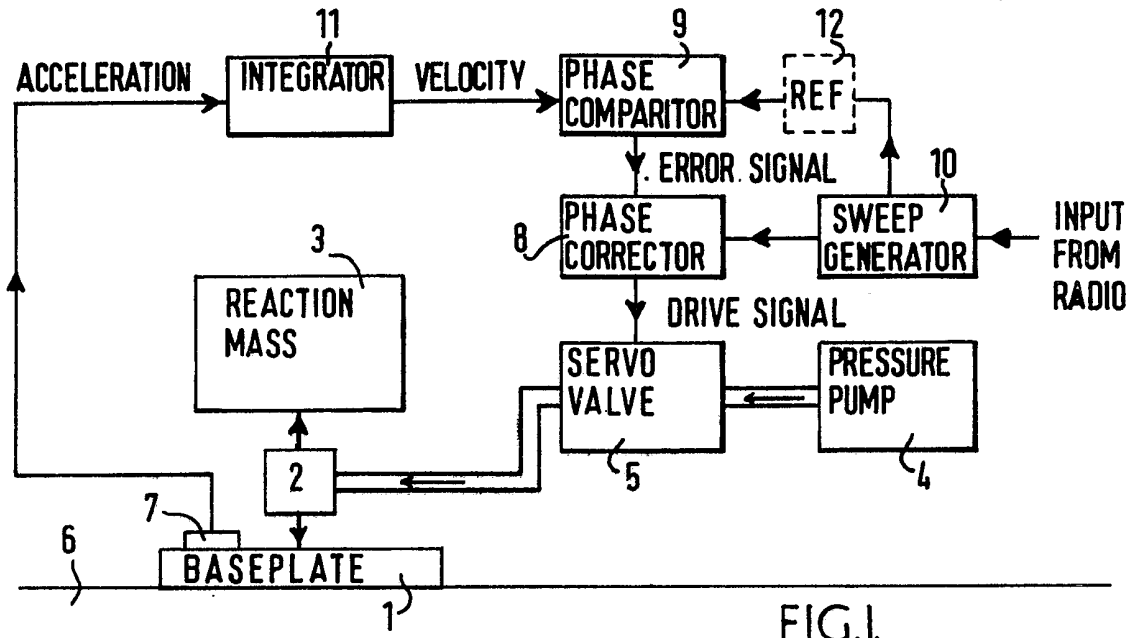 11
9
12
ACCELERATION
INTEGRATOR
VELOCITY
PHASE
COMPARITOR
REF
ERROR SIGNAL
10
3
8
PHASE
CORRECTOR
SWEEP
GENERATOR
INPUT
FROM
RADIO
REACTION
MASS
DRIVE SIGNAL
SERVO
VALVE
PRESSURE
PUMP
2
5
4
7
6
BASEPLATE
1
FIG.1.